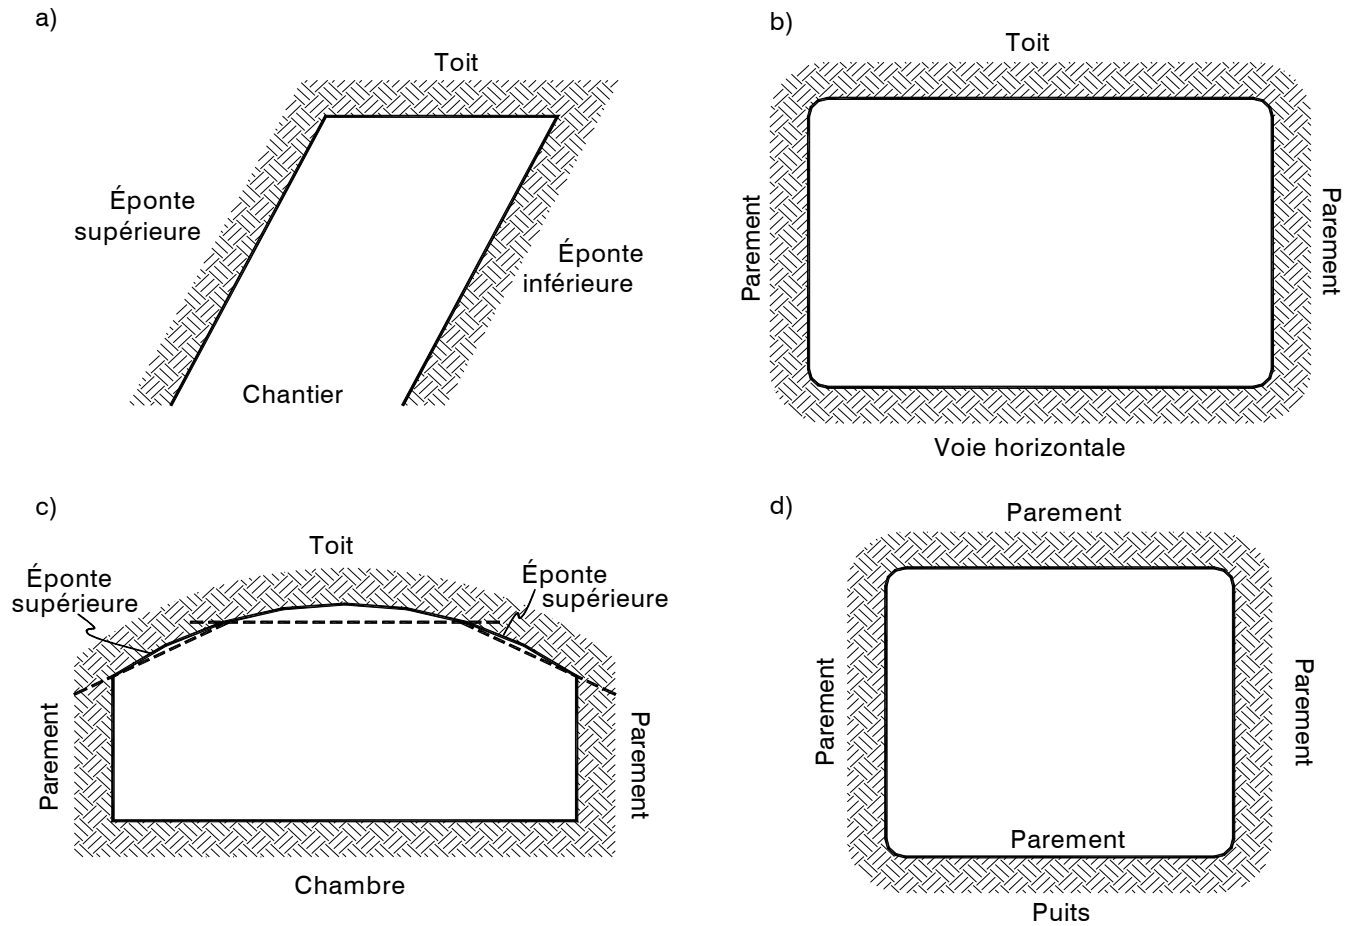 a)
Toit
Éponte
supérieure
Éponte
inférieure
Chantier
b)
Toit
Parement
Parement
Voie horizontale
c)
Toit
Éponte
supérieure
Éponte
supérieure
Parement
Parement
Chambre
d)
Parement
Parement
Parement
Parement
Puits